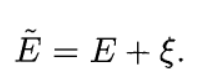 Ẽ = E + ξ.